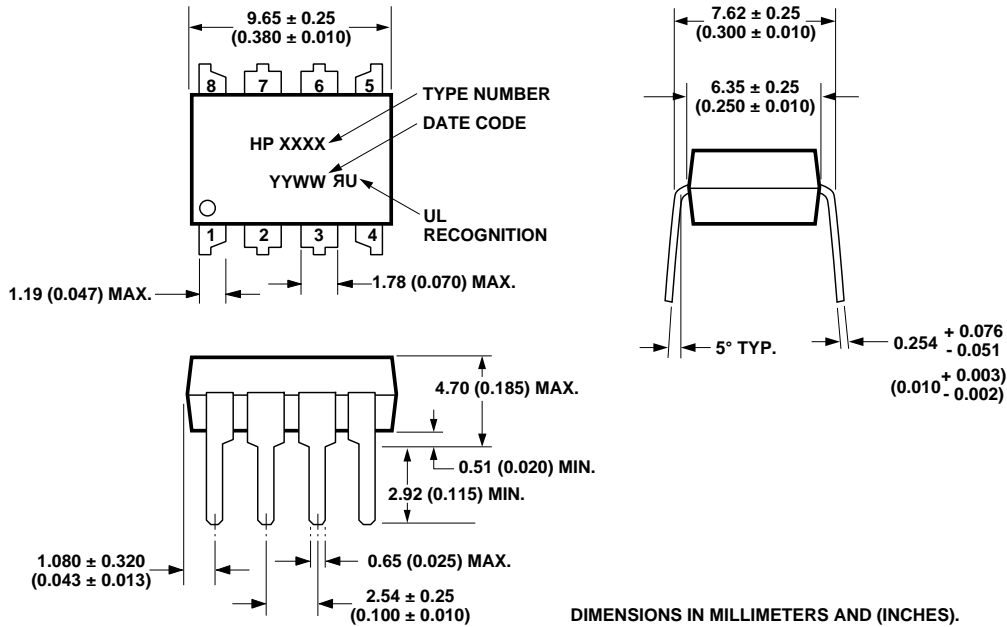 9.65 ± 0.25
(0.380 ± 0.010)
8 7 6 5
TYPE NUMBER
DATE CODE
HP XXXX
YYWW ЯU
UL
RECOGNITION
1 2 3 4
1.19 (0.047) MAX.
1.78 (0.070) MAX.
7.62 ± 0.25
(0.300 ± 0.010)
6.35 ± 0.25
(0.250 ± 0.010)
5° TYP.
0.254 + 0.076
- 0.051
(0.010 + 0.003)
- 0.002)
4.70 (0.185) MAX.
0.51 (0.020) MIN.
2.92 (0.115) MIN.
1.080 ± 0.320
(0.043 ± 0.013)
0.65 (0.025) MAX.
2.54 ± 0.25
(0.100 ± 0.010)
DIMENSIONS IN MILLIMETERS AND (INCHES).